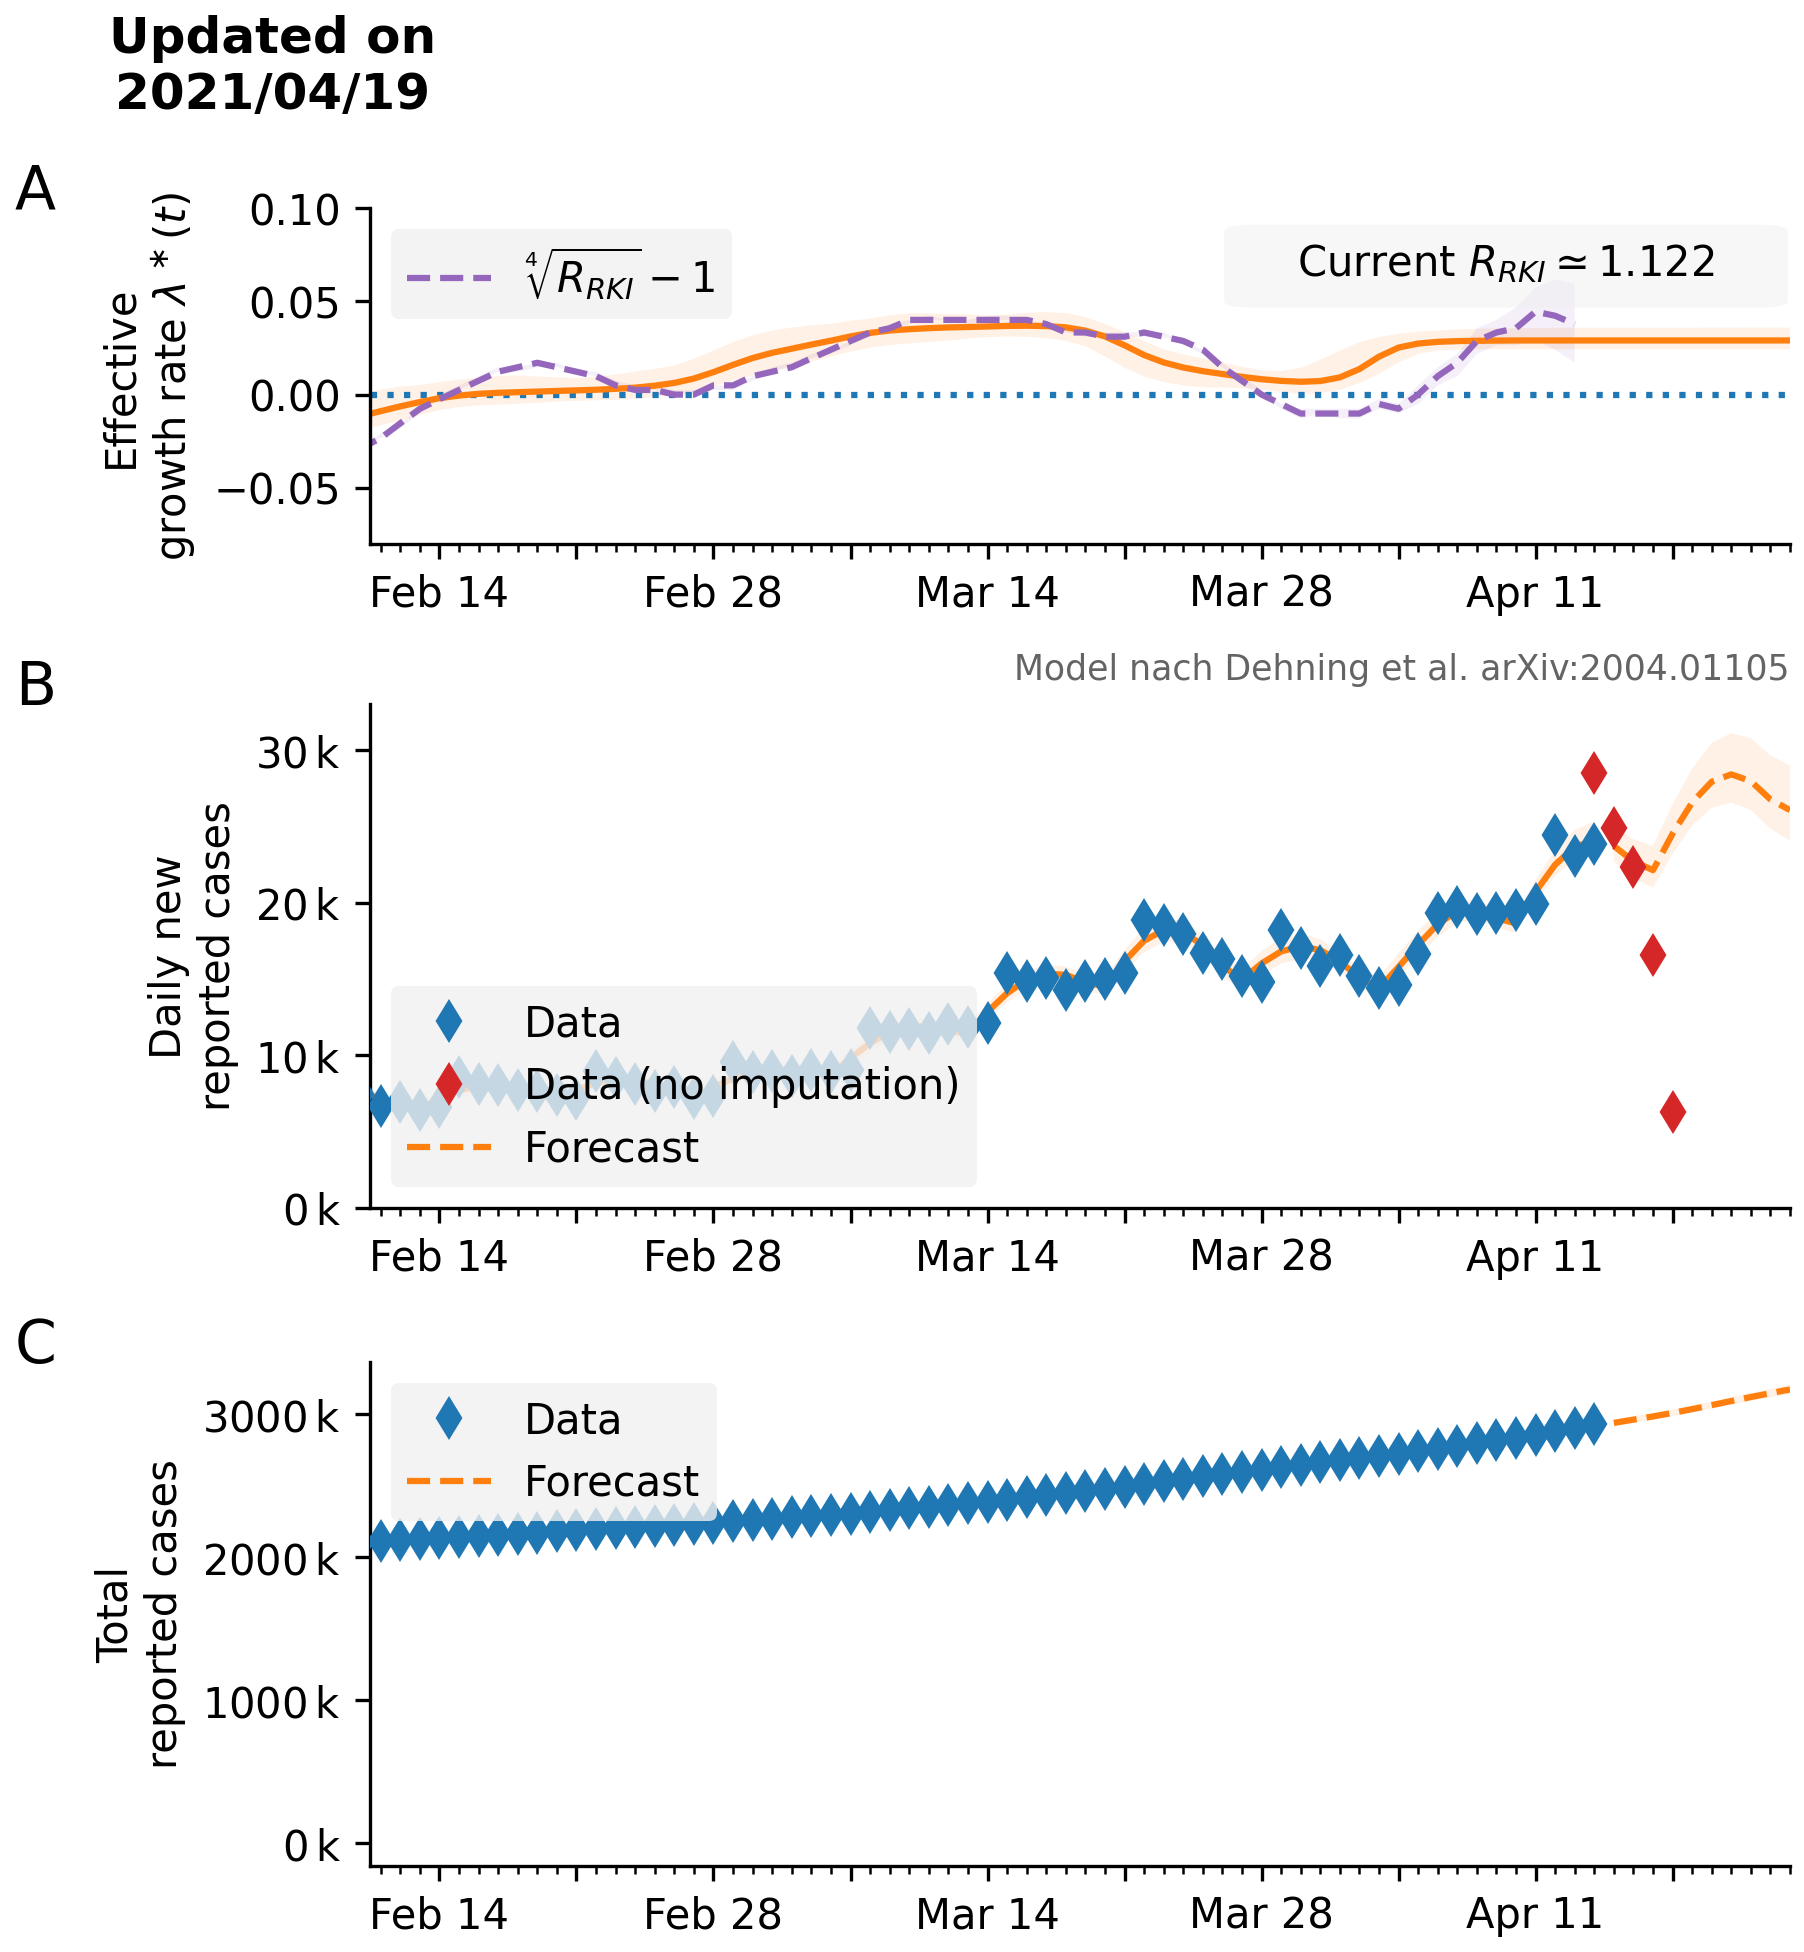 Updated on
2021/04/19
A
Effective
growth rate λ * (t)
0.10
0.05
0.00
−0.05
∜R_RKI − 1
Current R_RKI ≃ 1.122
Feb 14
Feb 28
Mar 14
Mar 28
Apr 11
Model nach Dehning et al. arXiv:2004.01105
B
Daily new
reported cases
30 k
20 k
10 k
0 k
Data
Data (no imputation)
Forecast
Feb 14
Feb 28
Mar 14
Mar 28
Apr 11
C
Total
reported cases
3000 k
2000 k
1000 k
0 k
Data
Forecast
Feb 14
Feb 28
Mar 14
Mar 28
Apr 11